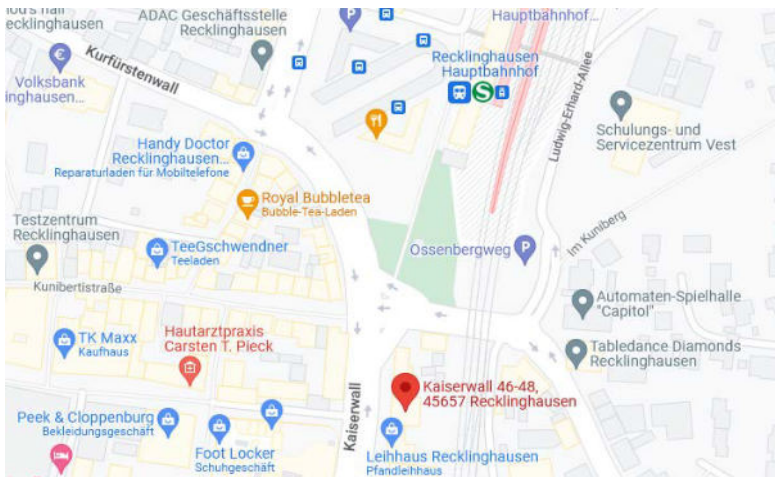 ADAC Geschäftsstelle
Recklinghausen
P
Hauptbahnhof...
ecklinghausen
Kurfürstenwall
€
Volksbank
inghausen...
Recklinghausen
Hauptbahnhof
S
Ludwig-Erhard-Allee
Schulungs- und
Servicezentrum Vest
Handy Doctor
Recklinghausen...
Reparaturladen für Mobiltelefone
Royal Bubbletea
Bubble-Tea-Laden
Testzentrum
Recklinghausen
TeeGschwendner
Teeladen
Ossenbergweg
P
Im Kuniberg
Kunibertistraße
Automaten-Spielhalle
"Capitol"
TK Maxx
Kaufhaus
Hautarztpraxis
Carsten T. Pieck
Tabledance Diamonds
Recklinghausen
Kaiserwall 46-48,
45657 Recklinghausen
Kaiserwall
Peek & Cloppenburg
Bekleidungsgeschäft
Foot Locker
Schuhgeschäft
Leihhaus Recklinghausen
Pfandleihhaus